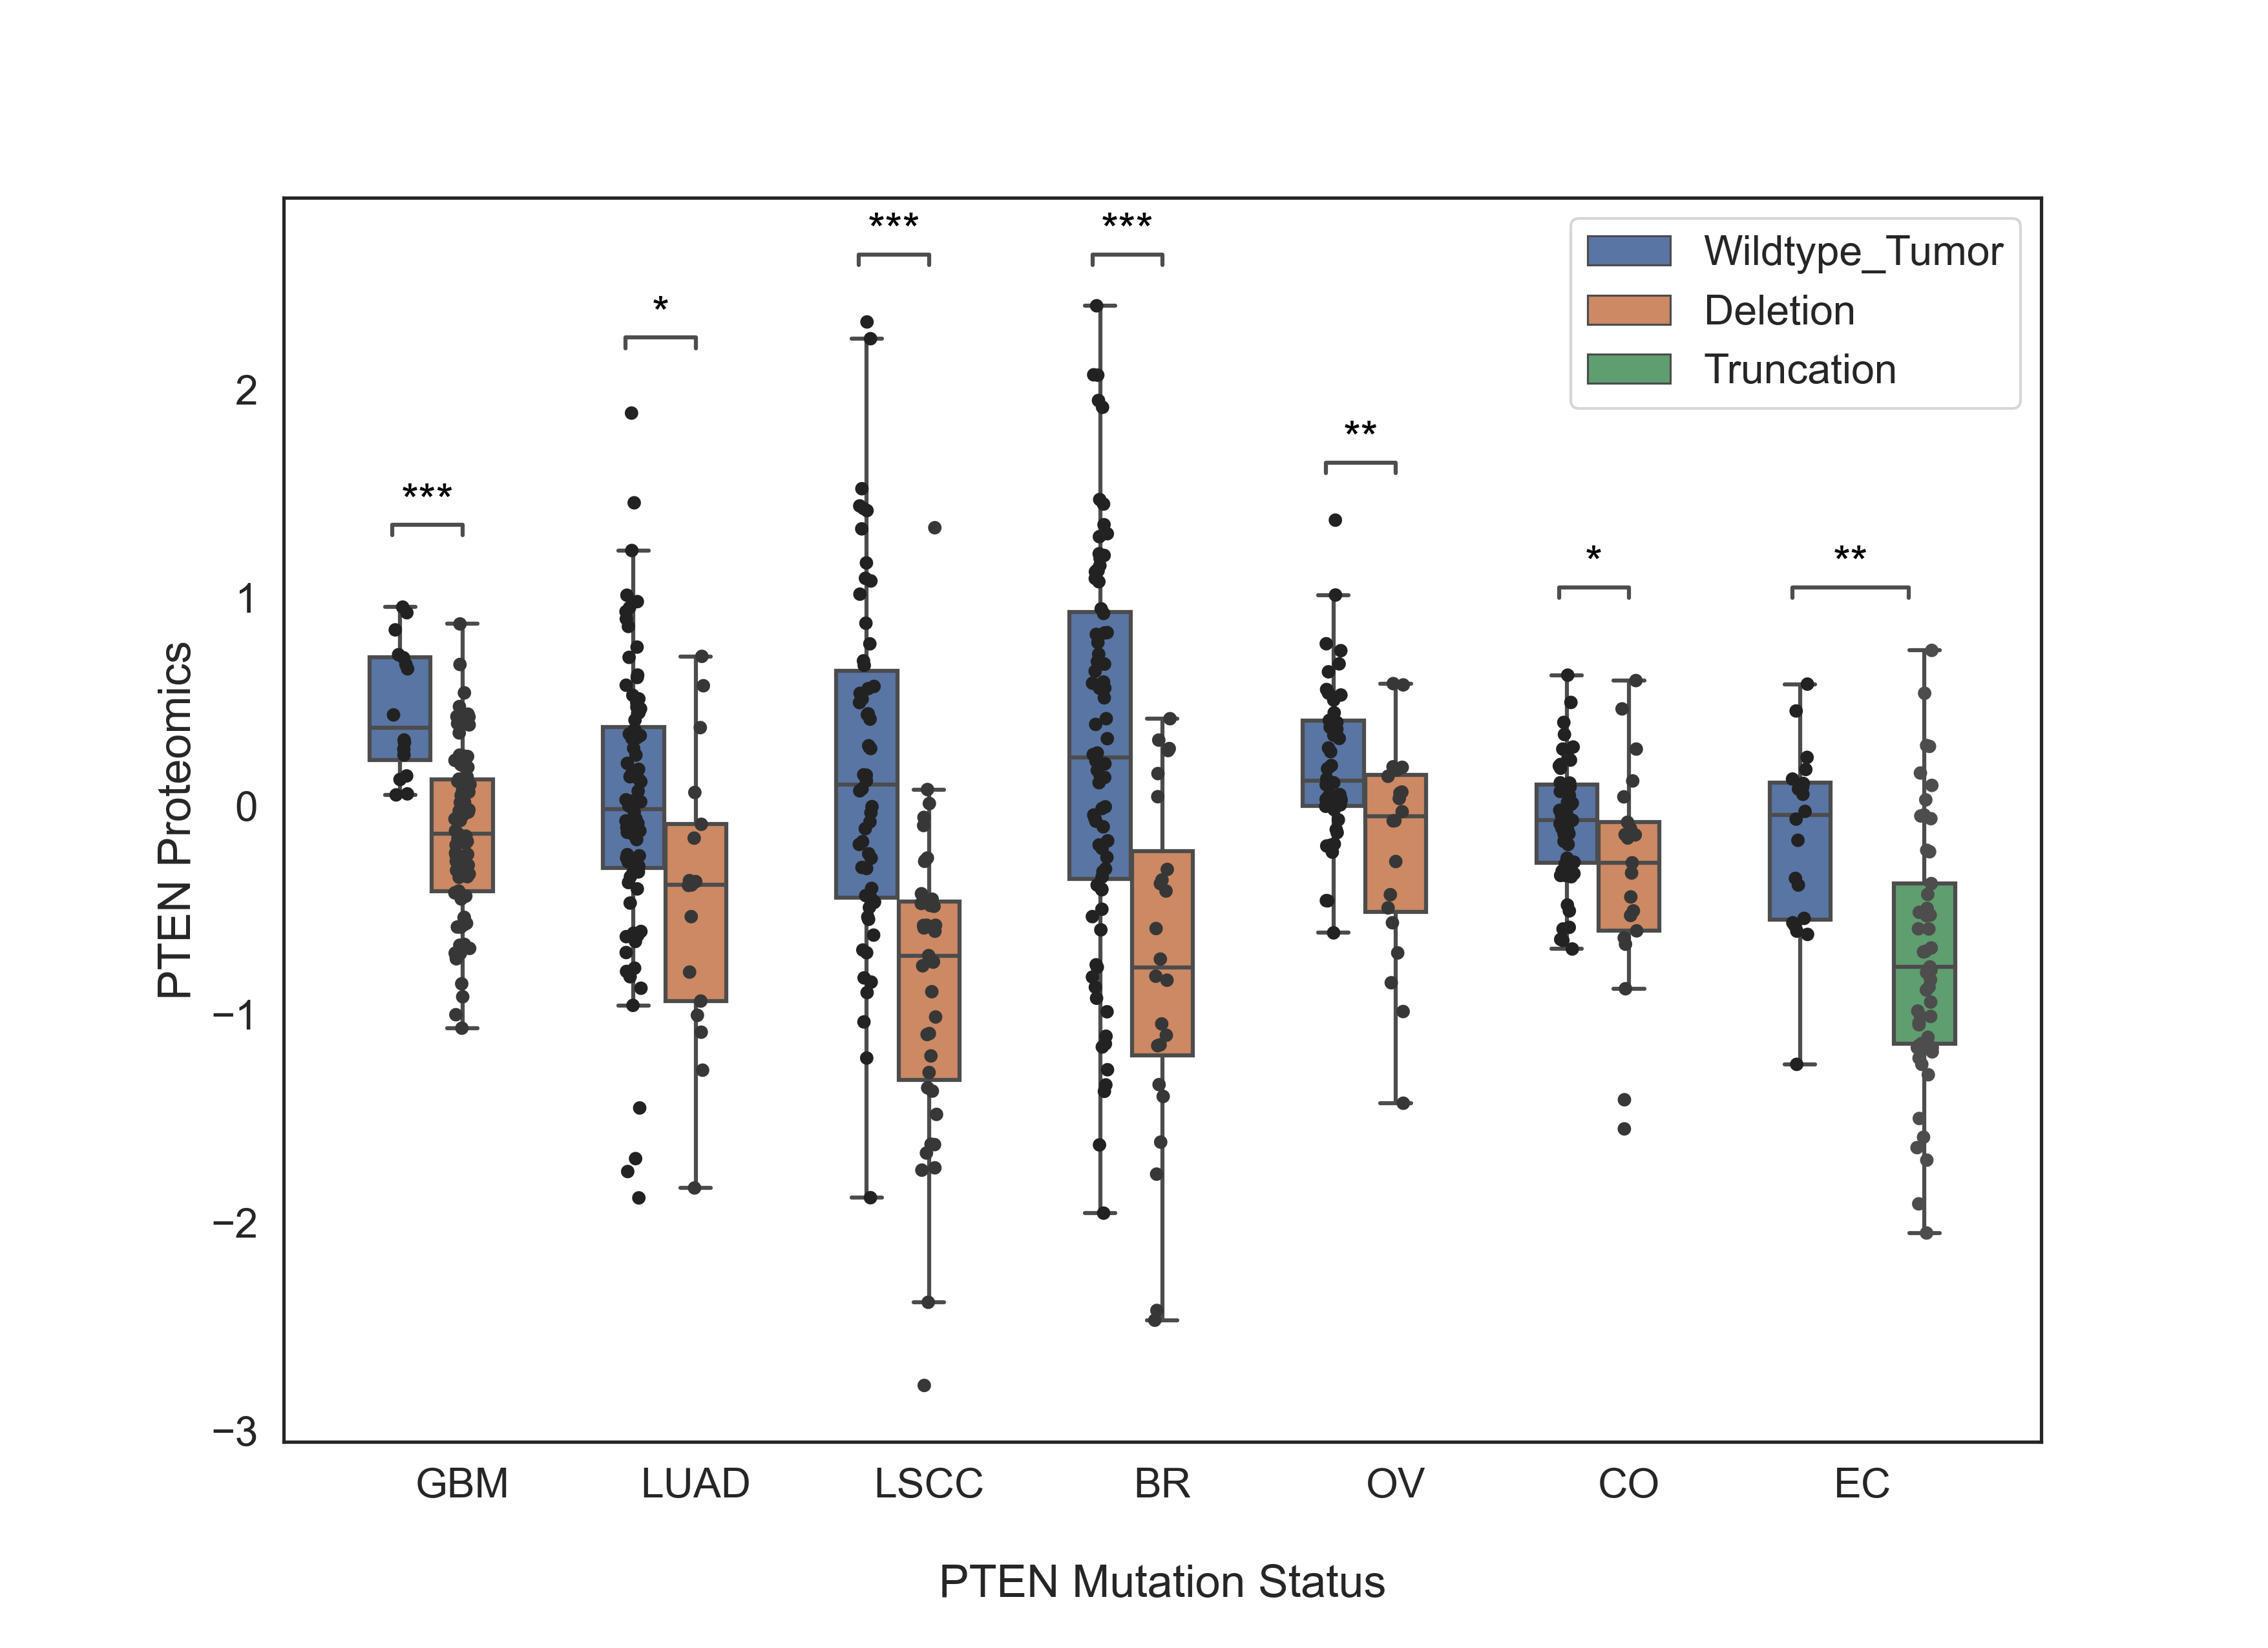 ***
***
*
**
***
*
**
Wildtype_Tumor
Deletion
Truncation
2
1
0
−1
−2
−3
PTEN Proteomics
GBM LUAD LSCC BR OV CO EC
PTEN Mutation Status